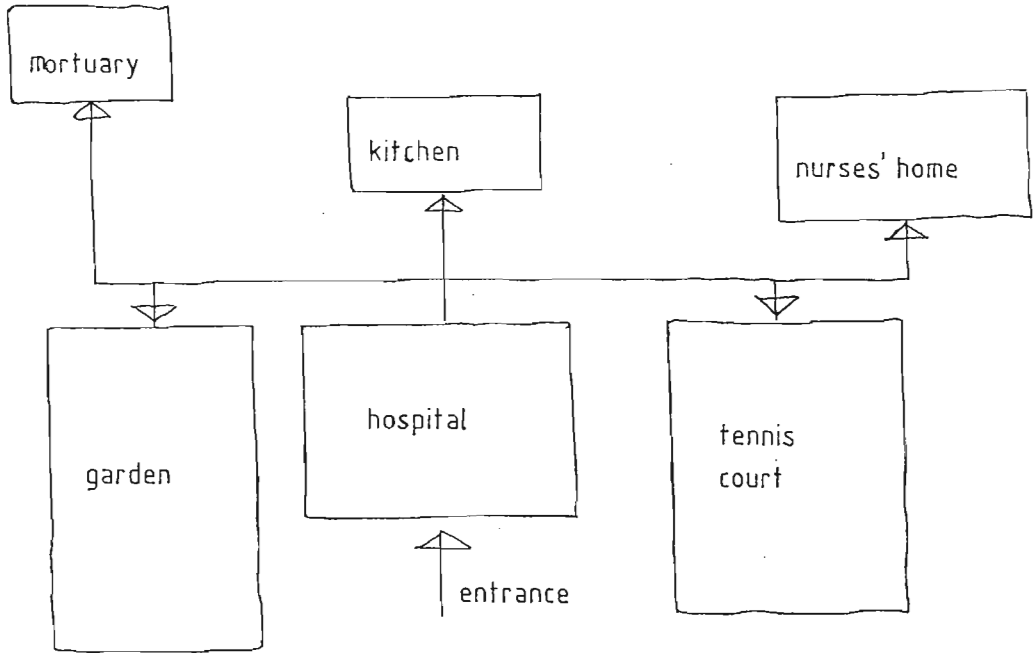 mortuary
kitchen
nurses' home
hospital
garden
tennis
court
entrance